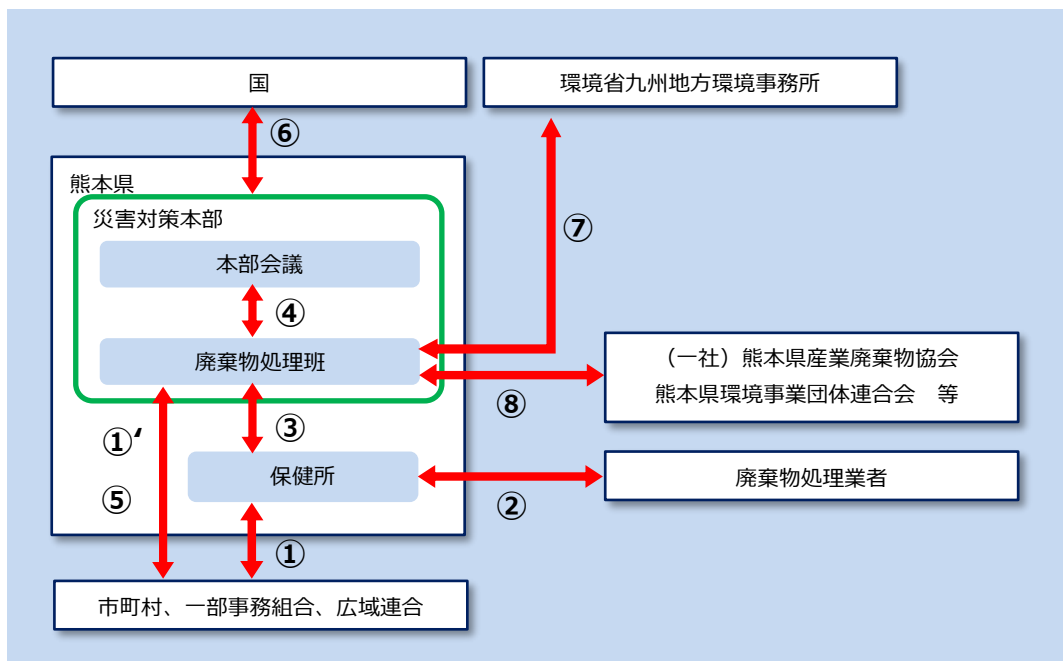 国
環境省九州地方環境事務所
⑥
熊本県
災害対策本部
⑦
本部会議
④
廃棄物処理班
（一社）熊本県産業廃棄物協会
熊本県環境事業団体連合会　等
⑧
③
①‘
保健所
廃棄物処理業者
⑤
②
①
市町村、一部事務組合、広域連合